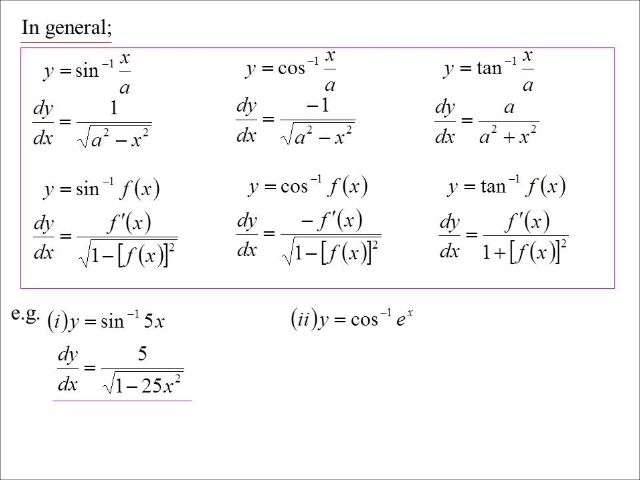 In general;
y = sin⁻¹ x/a    y = cos⁻¹ x/a    y = tan⁻¹ x/a
dy/dx = 1/√(a² − x²)    dy/dx = −1/√(a² − x²)    dy/dx = a/(a² + x²)
y = sin⁻¹ f(x)    y = cos⁻¹ f(x)    y = tan⁻¹ f(x)
dy/dx = f′(x)/√(1 − [f(x)]²)    dy/dx = −f′(x)/√(1 − [f(x)]²)    dy/dx = f′(x)/(1 + [f(x)]²)
e.g. (i) y = sin⁻¹ 5x    (ii) y = cos⁻¹ eˣ
dy/dx = 5/√(1 − 25x²)